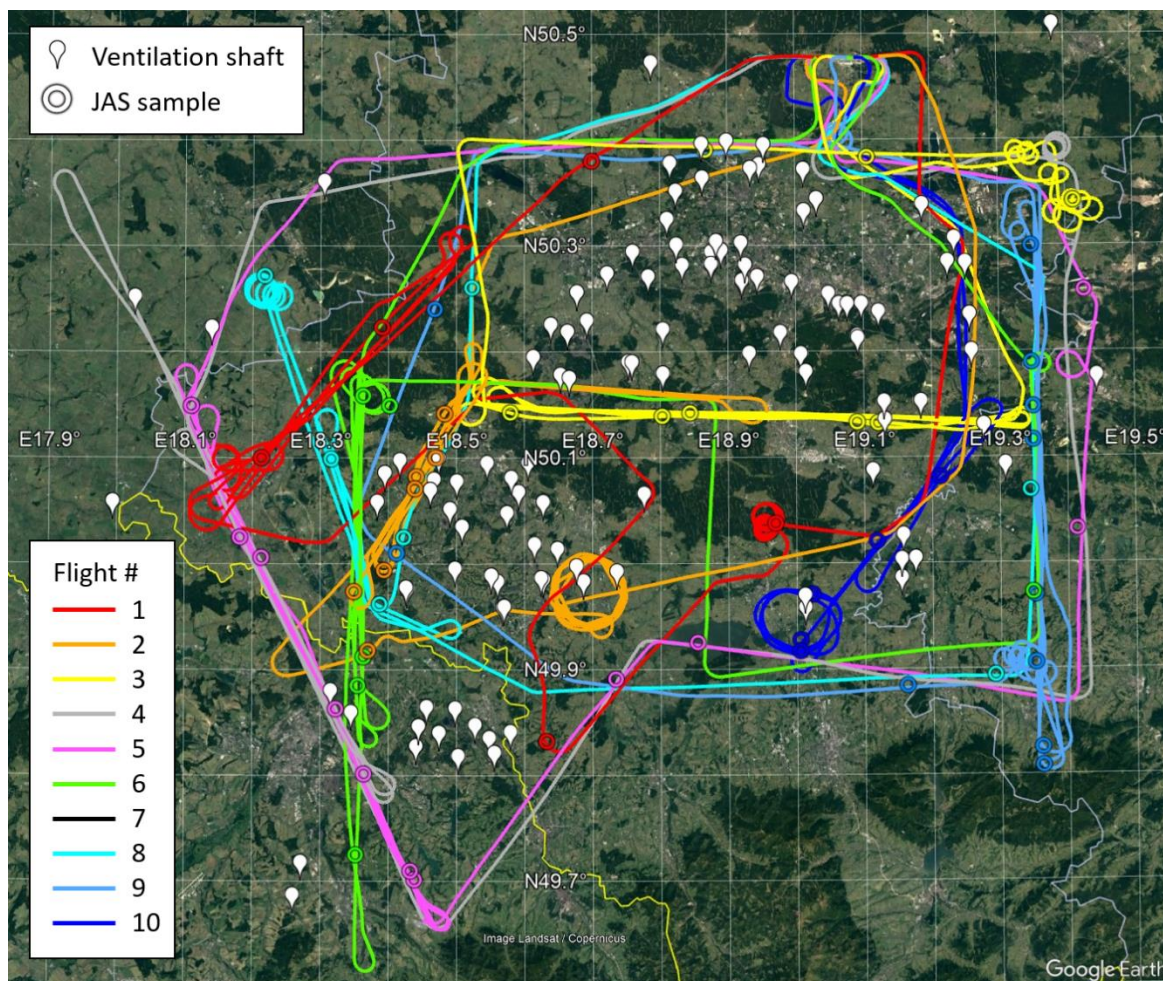 Ventilation shaft
JAS sample
N50.5°
N50.3°
E17.9°
E18.1°
E18.3°
E18.5°
N50.1°
E18.7°
E18.9°
E19.1°
E19.3°
E19.5°
Flight #
1
2
3
4
5
6
7
8
9
10
N49.9°
N49.7°
Image Landsat / Copernicus
Google Earth